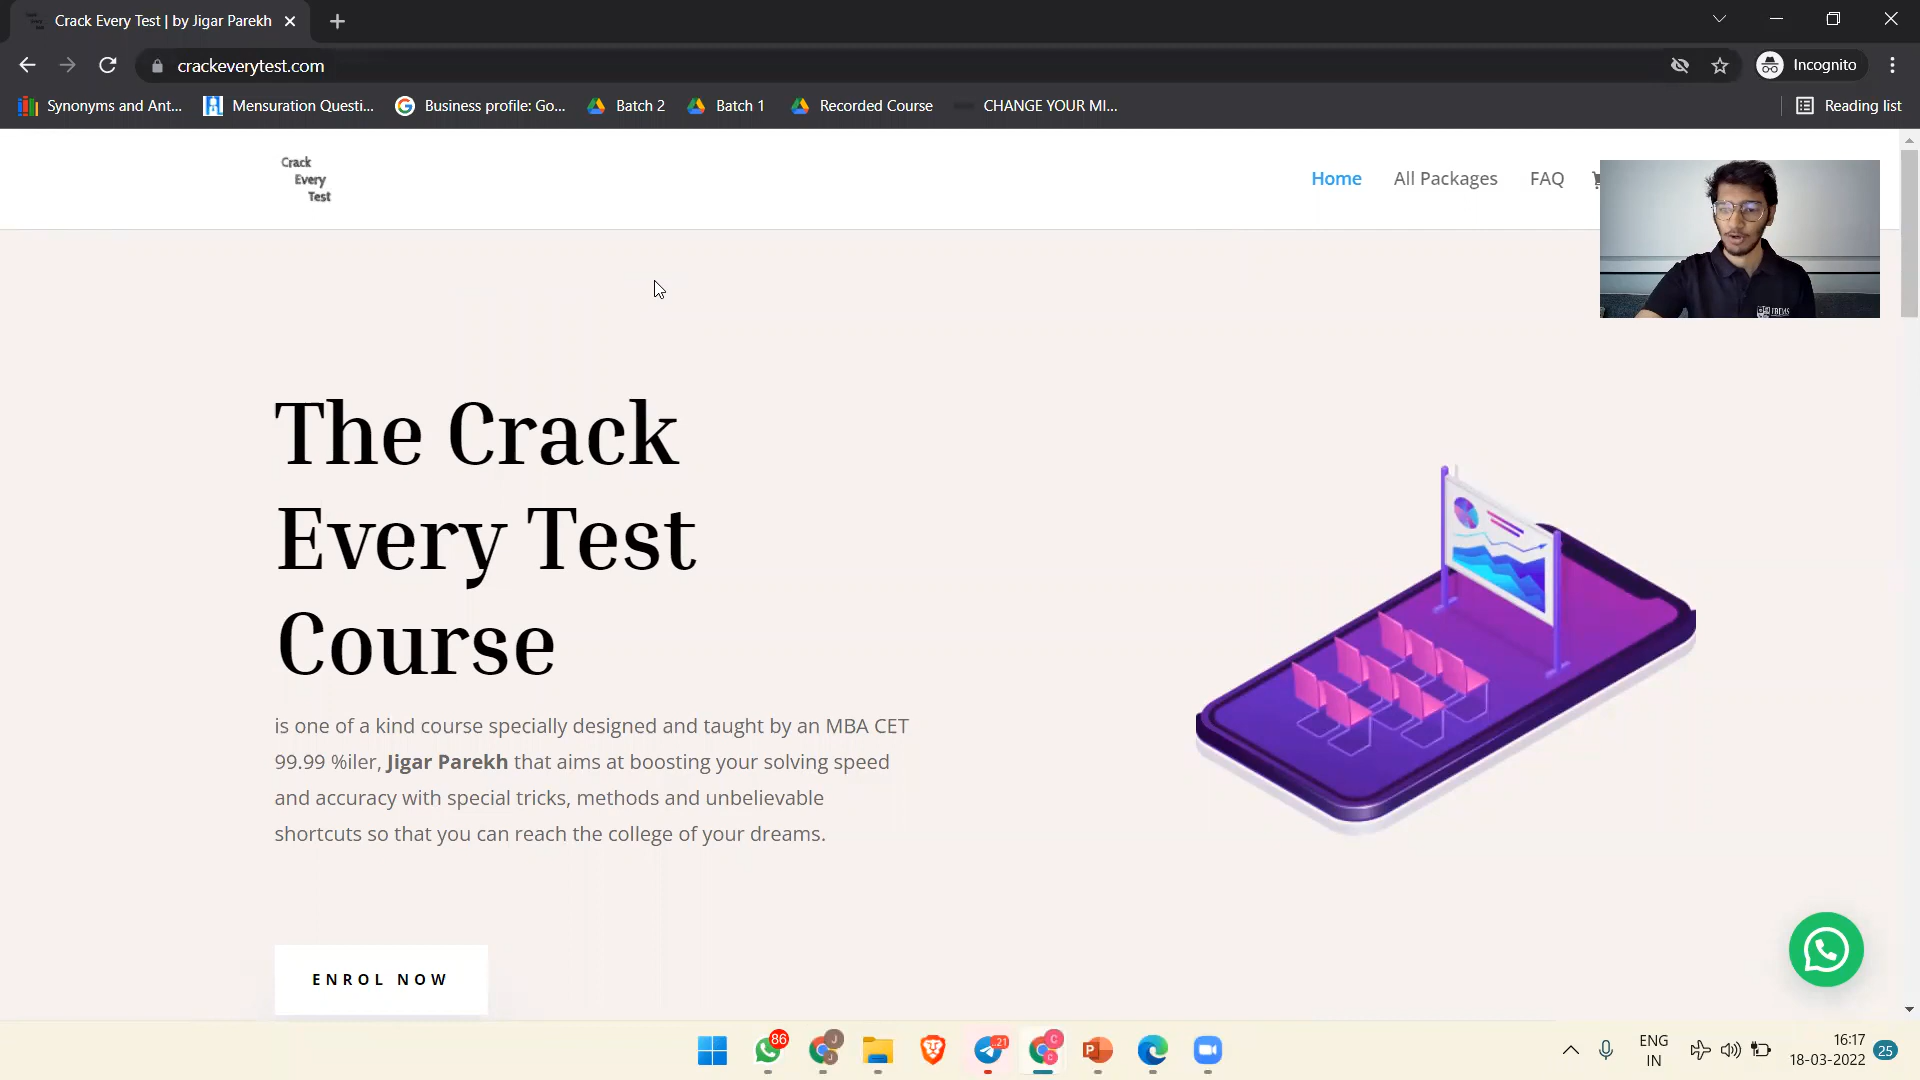 Crack Every Test | by Jigar Parekh
crackeverytest.com
Incognito
Synonyms and Ant...
Mensuration Questi...
Business profile: Go...
Batch 2
Batch 1
Recorded Course
CHANGE YOUR MI...
Reading list
Crack
Every
Test
Home
All Packages
FAQ
The Crack
Every Test
Course
is one of a kind course specially designed and taught by an MBA CET
99.99 %iler, Jigar Parekh that aims at boosting your solving speed
and accuracy with special tricks, methods and unbelievable
shortcuts so that you can reach the college of your dreams.
ENROL NOW
86
J
J
21
C
C
ENG
IN
16:17
18-03-2022
25